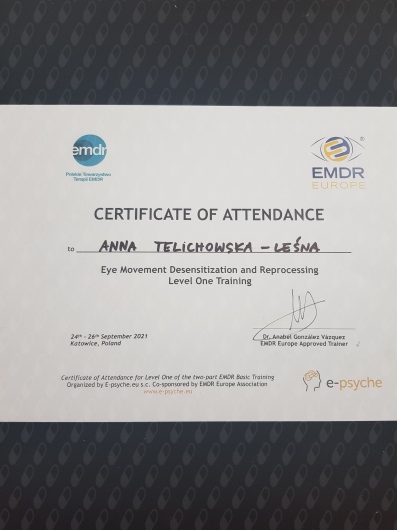 emdr
Polskie Towarzystwo
Terapii EMDR
®
EMDR
EUROPE
CERTIFICATE OF ATTENDANCE
to ANNA TELICHOWSKA - LEŚNA
Eye Movement Desensitization and Reprocessing
Level One Training
24th - 26th September 2021
Katowice, Poland
Dr. Anabel González Vázquez
EMDR Europe Approved Trainer
Certificate of Attendance for Level One of the two-part EMDR Basic Training
Organized by E-psyche.eu s.c. Co-sponsored by EMDR Europe Association
www.e-psyche.eu
e-psyche